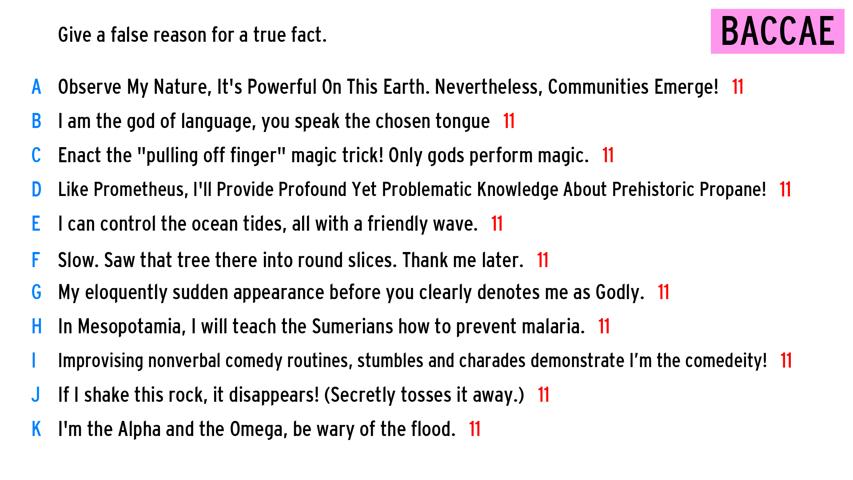 Give a false reason for a true fact.
BACCAE
A Observe My Nature, It's Powerful On This Earth. Nevertheless, Communities Emerge! 11
B I am the god of language, you speak the chosen tongue 11
C Enact the "pulling off finger" magic trick! Only gods perform magic. 11
D Like Prometheus, I'll Provide Profound Yet Problematic Knowledge About Prehistoric Propane! 11
E I can control the ocean tides, all with a friendly wave. 11
F Slow. Saw that tree there into round slices. Thank me later. 11
G My eloquently sudden appearance before you clearly denotes me as Godly. 11
H In Mesopotamia, I will teach the Sumerians how to prevent malaria. 11
I Improvising nonverbal comedy routines, stumbles and charades demonstrate I'm the comedeity! 11
J If I shake this rock, it disappears! (Secretly tosses it away.) 11
K I'm the Alpha and the Omega, be wary of the flood. 11